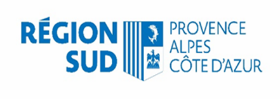 RÉGION
SUD
PROVENCE
ALPES
CÔTE D'AZUR